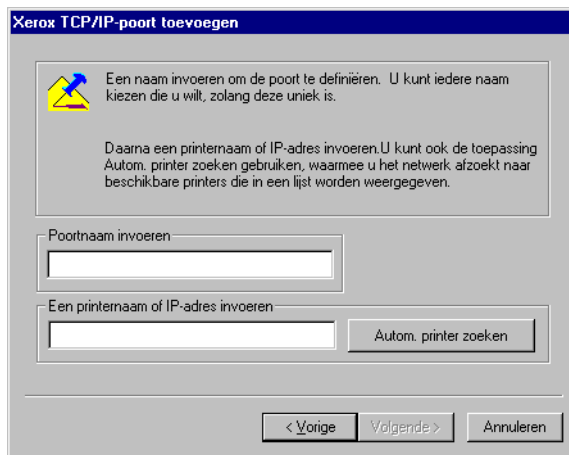 Xerox TCP/IP-poort toevoegen
Een naam invoeren om de poort te definiëren. U kunt iedere naam
kiezen die u wilt, zolang deze uniek is.
Daarna een printernaam of IP-adres invoeren.U kunt ook de toepassing
Autom. printer zoeken gebruiken, waarmee u het netwerk afzoekt naar
beschikbare printers die in een lijst worden weergegeven.
Poortnaam invoeren
Een printernaam of IP-adres invoeren
Autom. printer zoeken
< Vorige
Volgende >
Annuleren